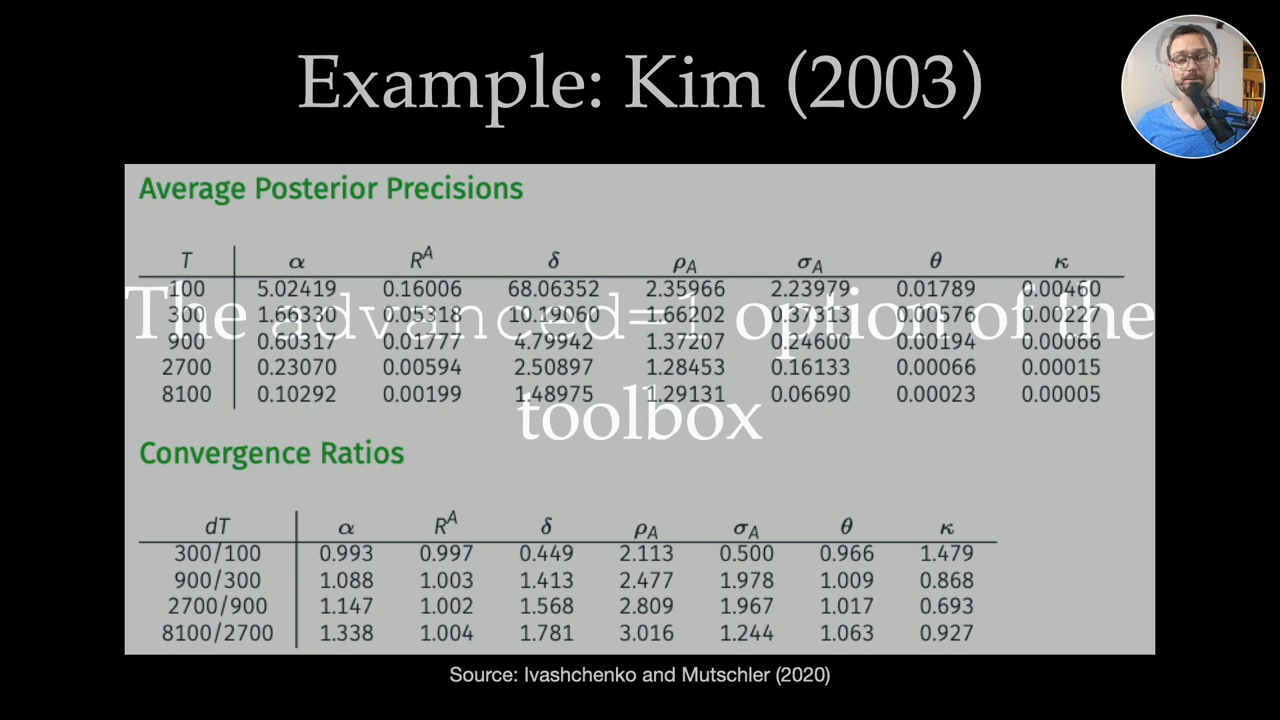 Example: Kim (2003)
Average Posterior Precisions
T α R^A δ ρ_A σ_A θ κ
100 5.02419 0.16006 68.06352 2.35966 2.23979 0.01789 0.00460
The advanced=1 option of the
300 1.66330 0.05318 10.19060 1.66202 0.37313 0.00576 0.00227
900 0.60317 0.01777 4.79942 1.37207 0.24600 0.00194 0.00066
2700 0.23070 0.00594 2.50897 1.28453 0.16133 0.00066 0.00015
8100 0.10292 0.00199 1.48975 1.29131 0.06690 0.00023 0.00005
toolbox
Convergence Ratios
dT α R^A δ ρ_A σ_A θ κ
300/100 0.993 0.997 0.449 2.113 0.500 0.966 1.479
900/300 1.088 1.003 1.413 2.477 1.978 1.009 0.868
2700/900 1.147 1.002 1.568 2.809 1.967 1.017 0.693
8100/2700 1.338 1.004 1.781 3.016 1.244 1.063 0.927
Source: Ivashchenko and Mutschler (2020)